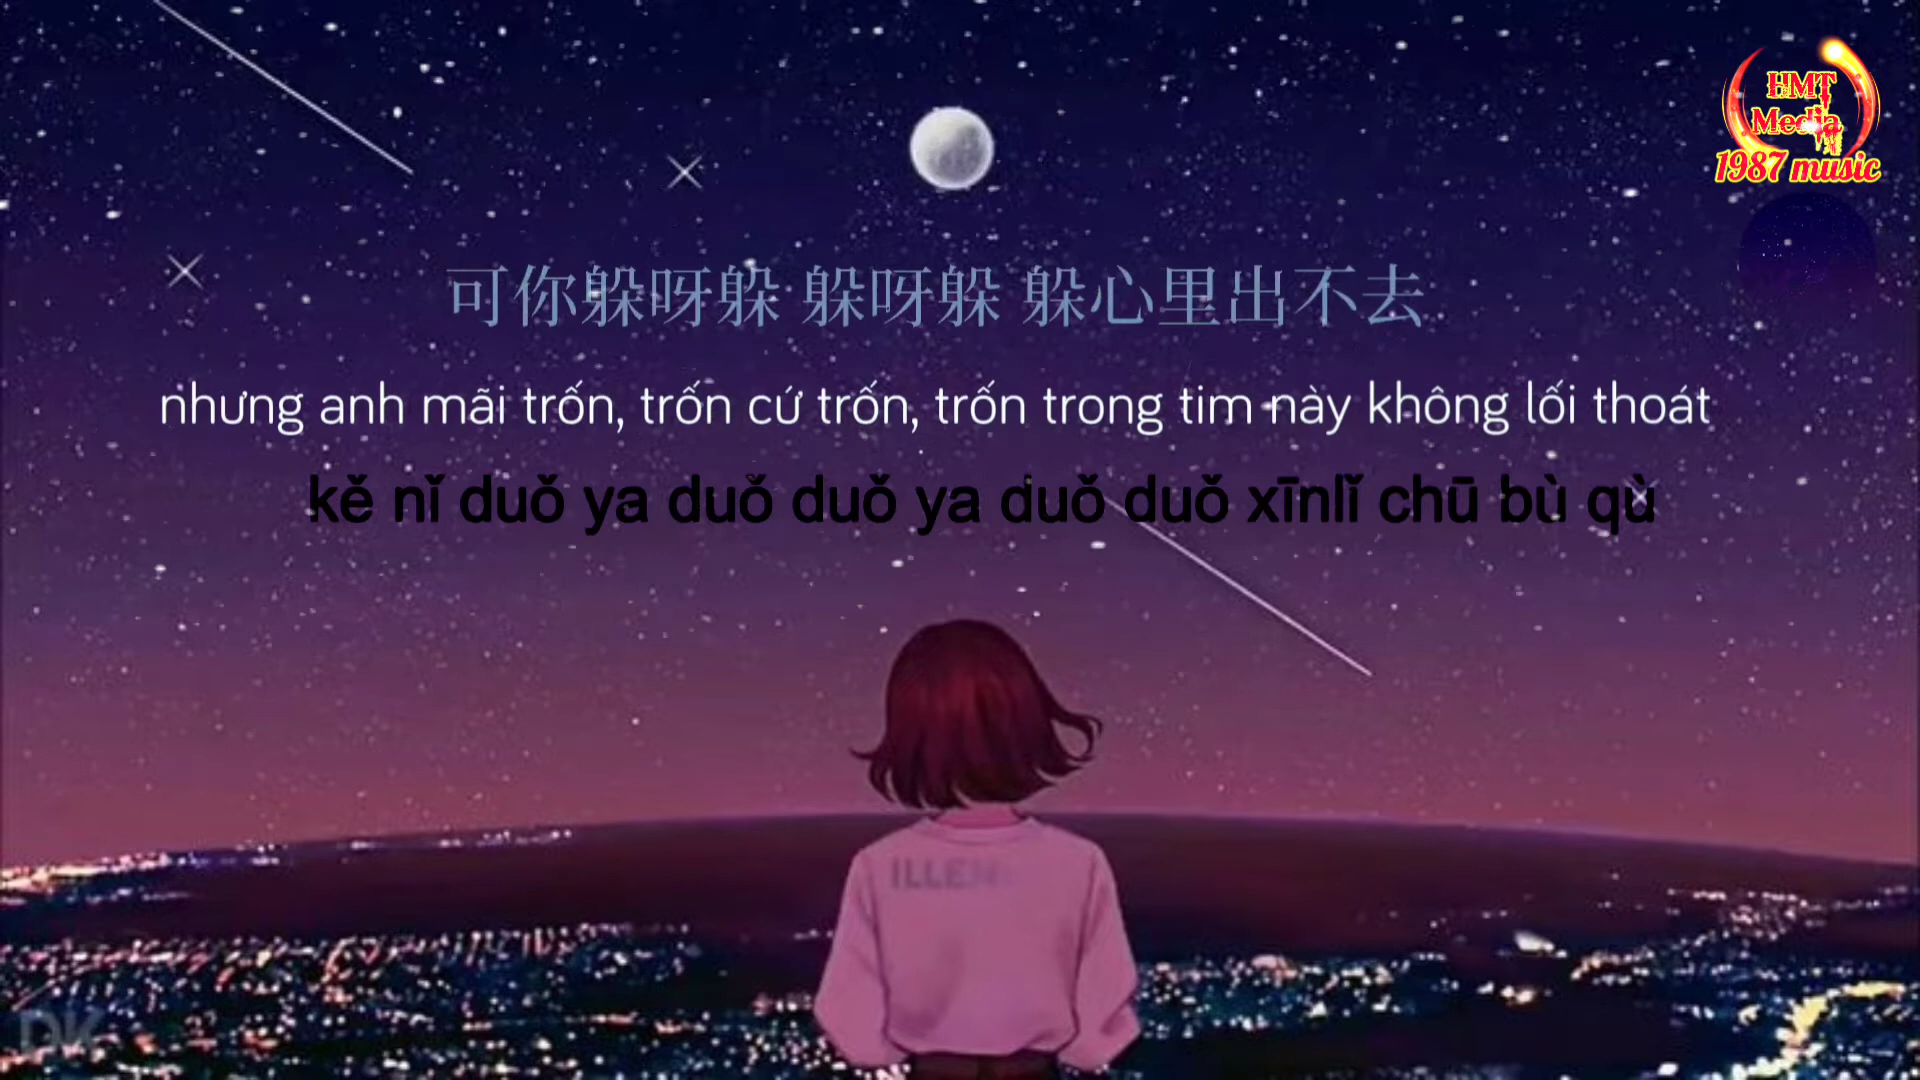 HMT
Media
1987 music
可你躲呀躲 躲呀躲 躲心里出不去
nhưng anh mãi trốn, trốn cứ trốn, trốn trong tim này không lối thoát
kě nǐ duǒ ya duǒ duǒ ya duǒ duǒ xīnlǐ chū bù qù
DK